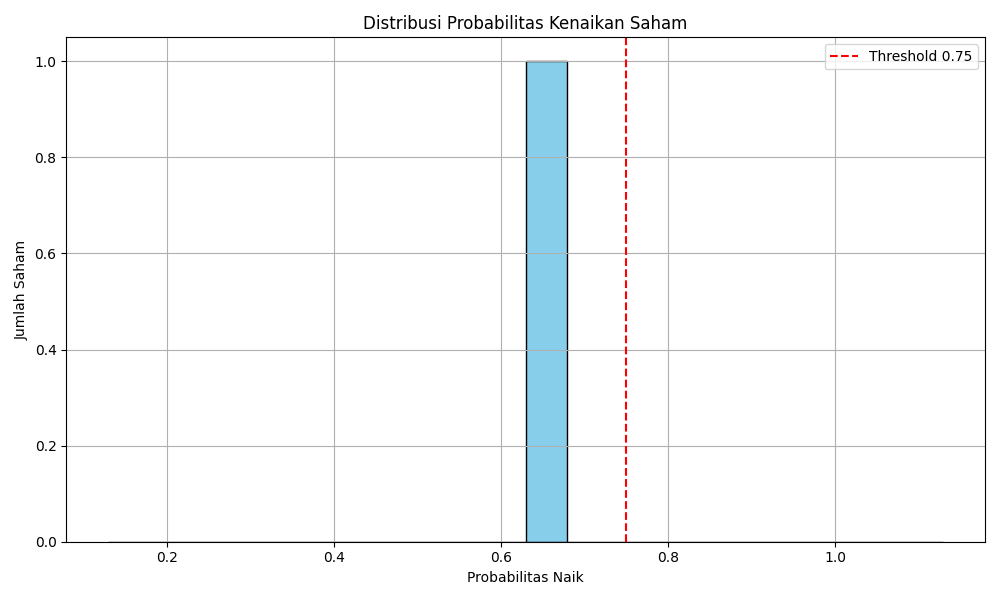 Distribusi Probabilitas Kenaikan Saham
Threshold 0.75
Jumlah Saham
1.0
0.8
0.6
0.4
0.2
0.0
0.2 0.4 0.6 0.8 1.0
Probabilitas Naik